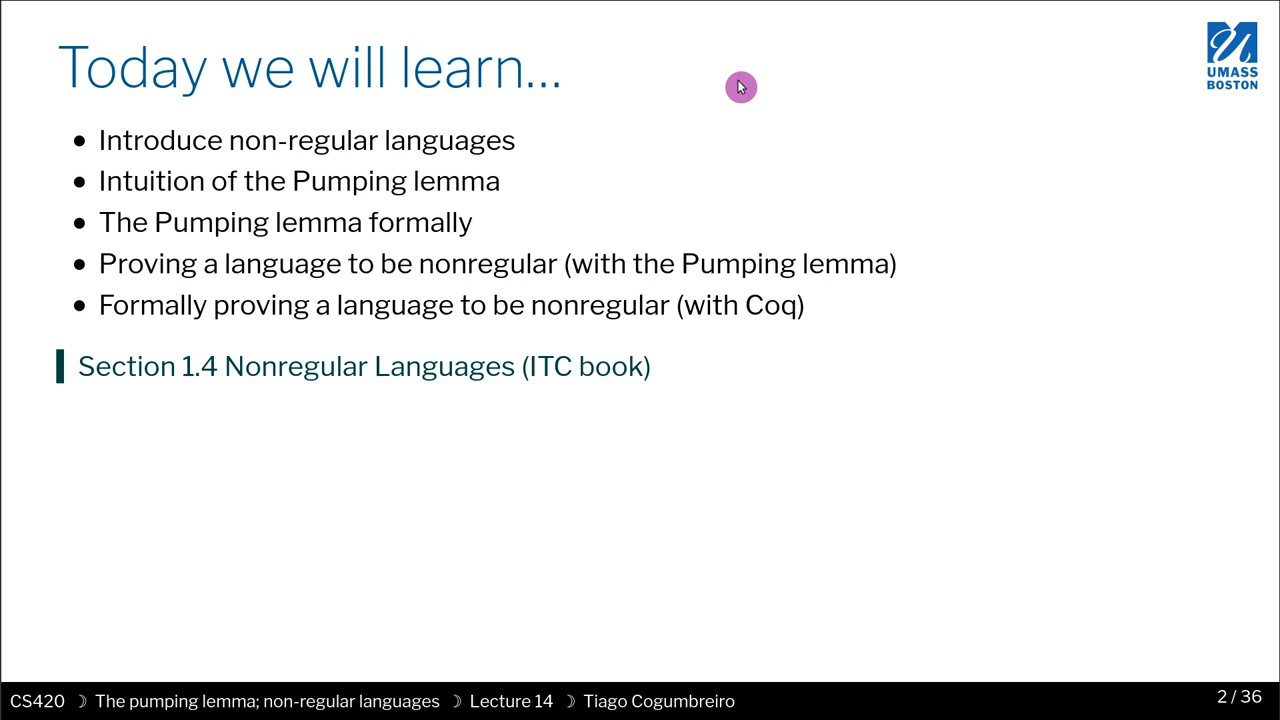 Today we will learn...
UMASS
BOSTON
• Introduce non-regular languages
• Intuition of the Pumping lemma
• The Pumping lemma formally
• Proving a language to be nonregular (with the Pumping lemma)
• Formally proving a language to be nonregular (with Coq)
Section 1.4 Nonregular Languages (ITC book)
CS420 ☽ The pumping lemma; non-regular languages ☽ Lecture 14 ☽ Tiago Cogumbreiro
2 / 36